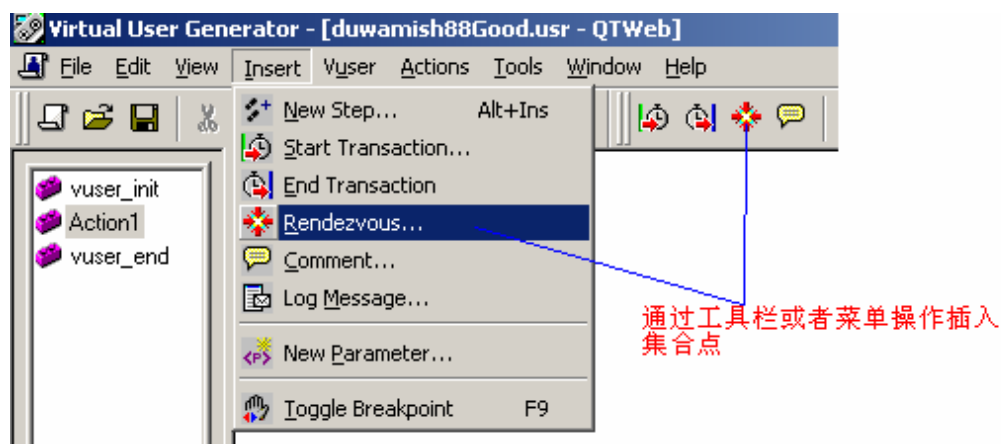 Virtual User Generator - [duwamish88Good.usr - QTWeb]
File Edit View Insert Vuser Actions Tools Window Help
New Step... Alt+Ins
Start Transaction...
End Transaction
Rendezvous...
Comment...
Log Message...
New Parameter...
Toggle Breakpoint F9
vuser_init
Action1
vuser_end
通过工具栏或者菜单操作插入
集合点